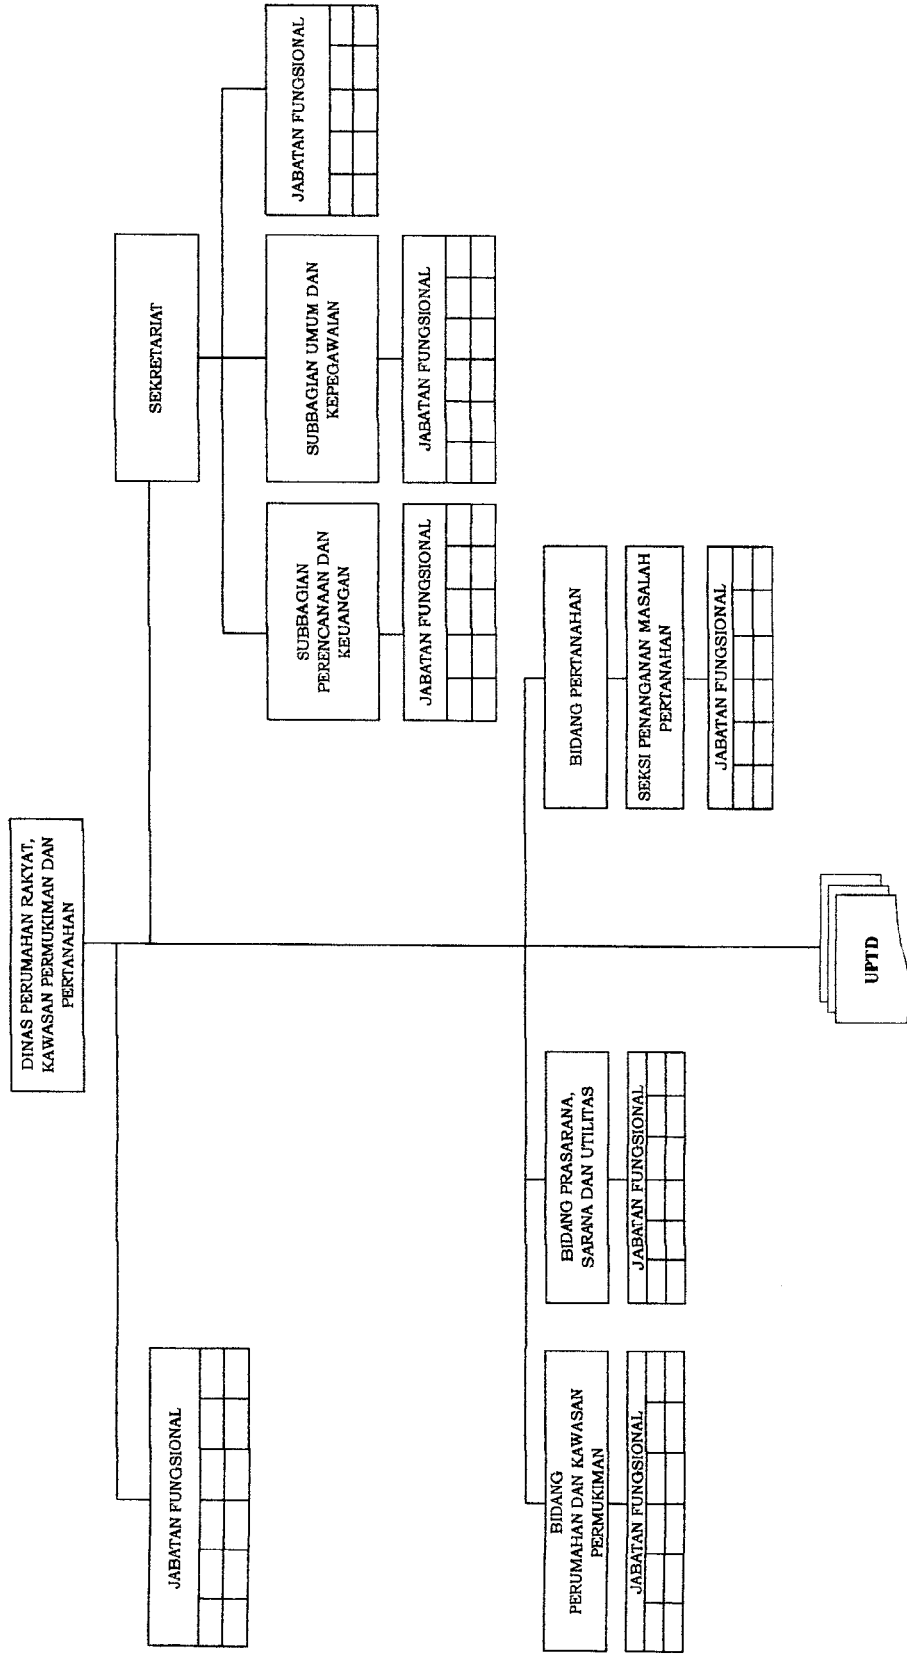 DINAS PERUMAHAN RAKYAT,
KAWASAN PERMUKIMAN DAN
PERTANAHAN
JABATAN FUNGSIONAL
SEKRETARIAT
SUBBAGIAN
PERENCANAAN DAN
KEUANGAN
SUBBAGIAN UMUM DAN
KEPEGAWAIAN
JABATAN FUNGSIONAL
JABATAN FUNGSIONAL
JABATAN FUNGSIONAL
BIDANG
PERUMAHAN DAN KAWASAN
PERMUKIMAN
BIDANG PRASARANA,
SARANA DAN UTILITAS
BIDANG PERTANAHAN
JABATAN FUNGSIONAL
JABATAN FUNGSIONAL
SEKSI PENANGANAN MASALAH
PERTANAHAN
JABATAN FUNGSIONAL
UPTD